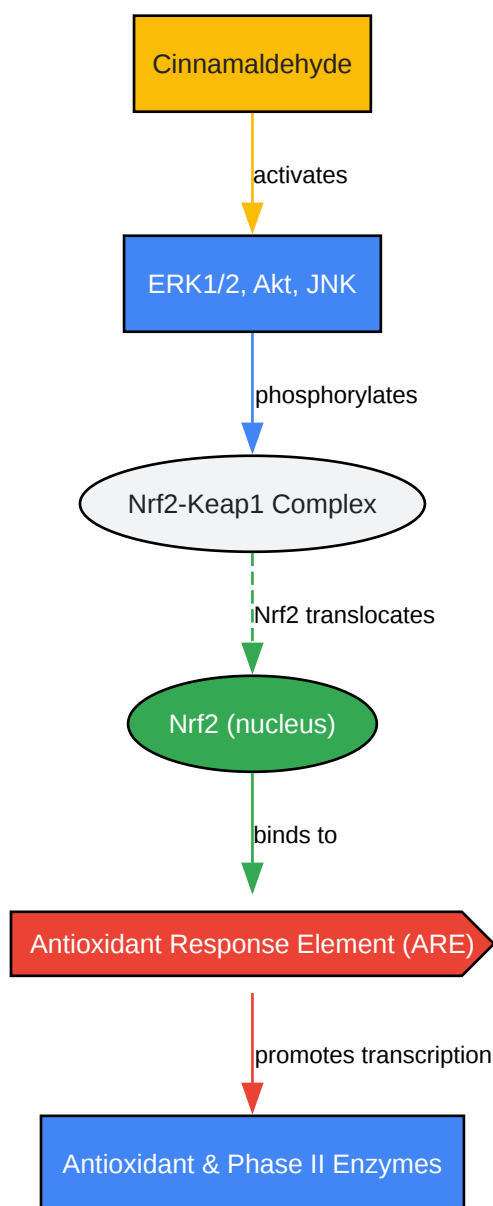 Cinnamaldehyde
activates
ERK1/2, Akt, JNK
phosphorylates
Nrf2-Keap1 Complex
Nrf2 translocates
Nrf2 (nucleus)
binds to
Antioxidant Response Element (ARE)
promotes transcription
Antioxidant & Phase II Enzymes